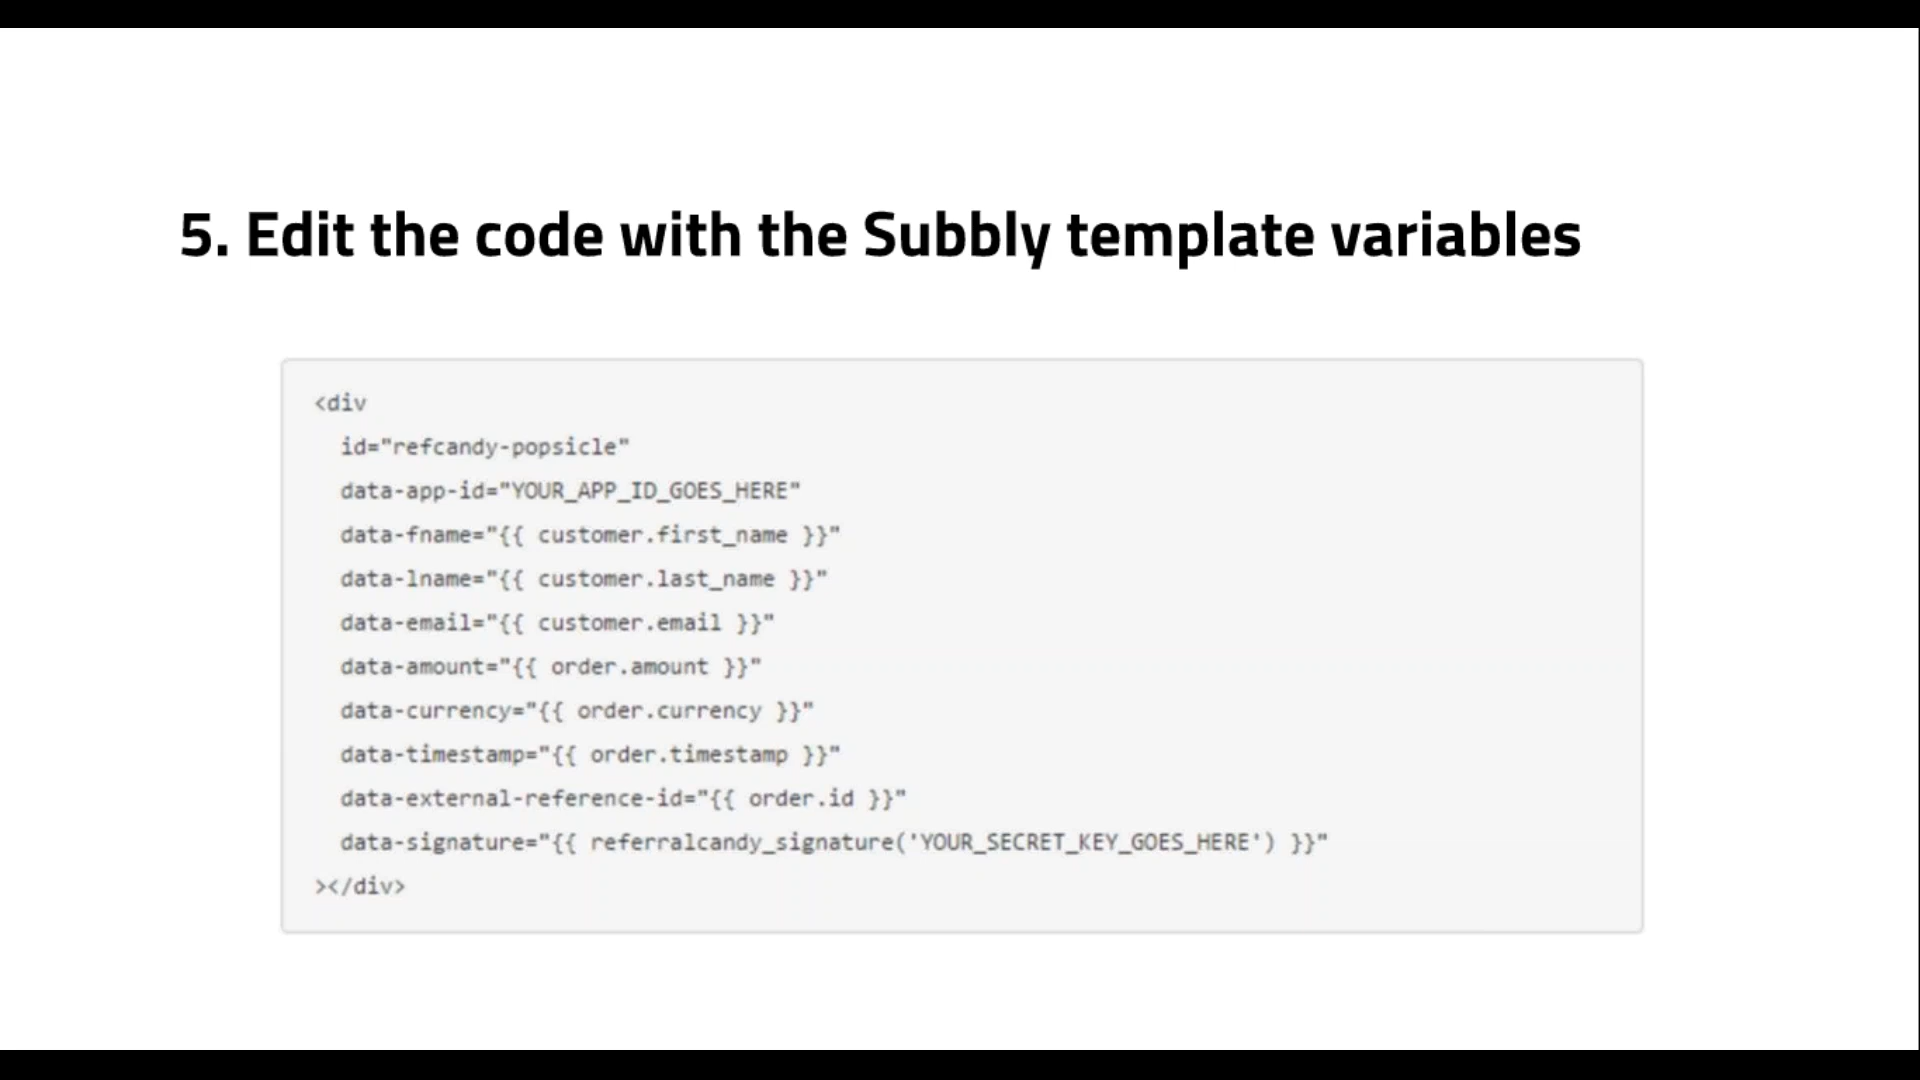 5. Edit the code with the Subbly template variables
<div
id="refcandy-popsicle"
data-app-id="YOUR_APP_ID_GOES_HERE"
data-fname="{{ customer.first_name }}"
data-lname="{{ customer.last_name }}"
data-email="{{ customer.email }}"
data-amount="{{ order.amount }}"
data-currency="{{ order.currency }}"
data-timestamp="{{ order.timestamp }}"
data-external-reference-id="{{ order.id }}"
data-signature="{{ referralcandy_signature('YOUR_SECRET_KEY_GOES_HERE') }}"
></div>